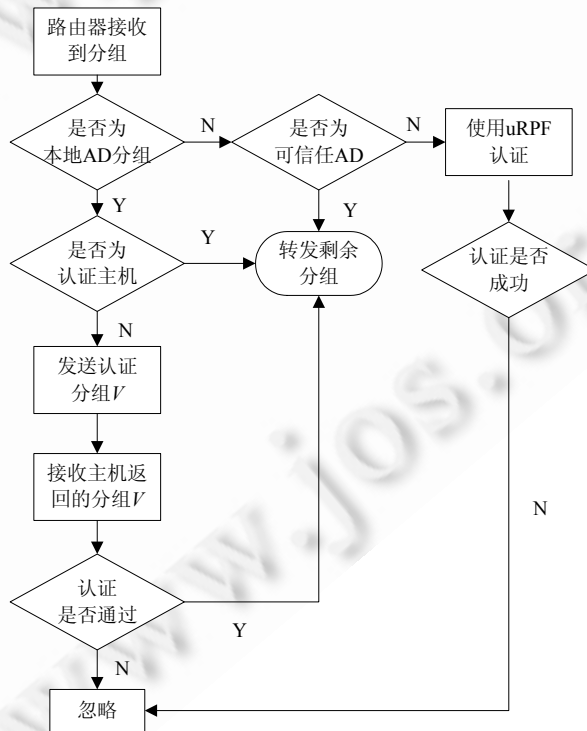 路由器接收
到分组
是否为
本地AD分组
N
是否为
可信任AD
N
使用uRPF
认证
Y
Y
是否为
认证主机
Y
转发剩余
分组
认证是否
成功
N
发送认证
分组V
接收主机返
回的分组V
N
认证
是否通过
Y
N
忽略
www.jos.o